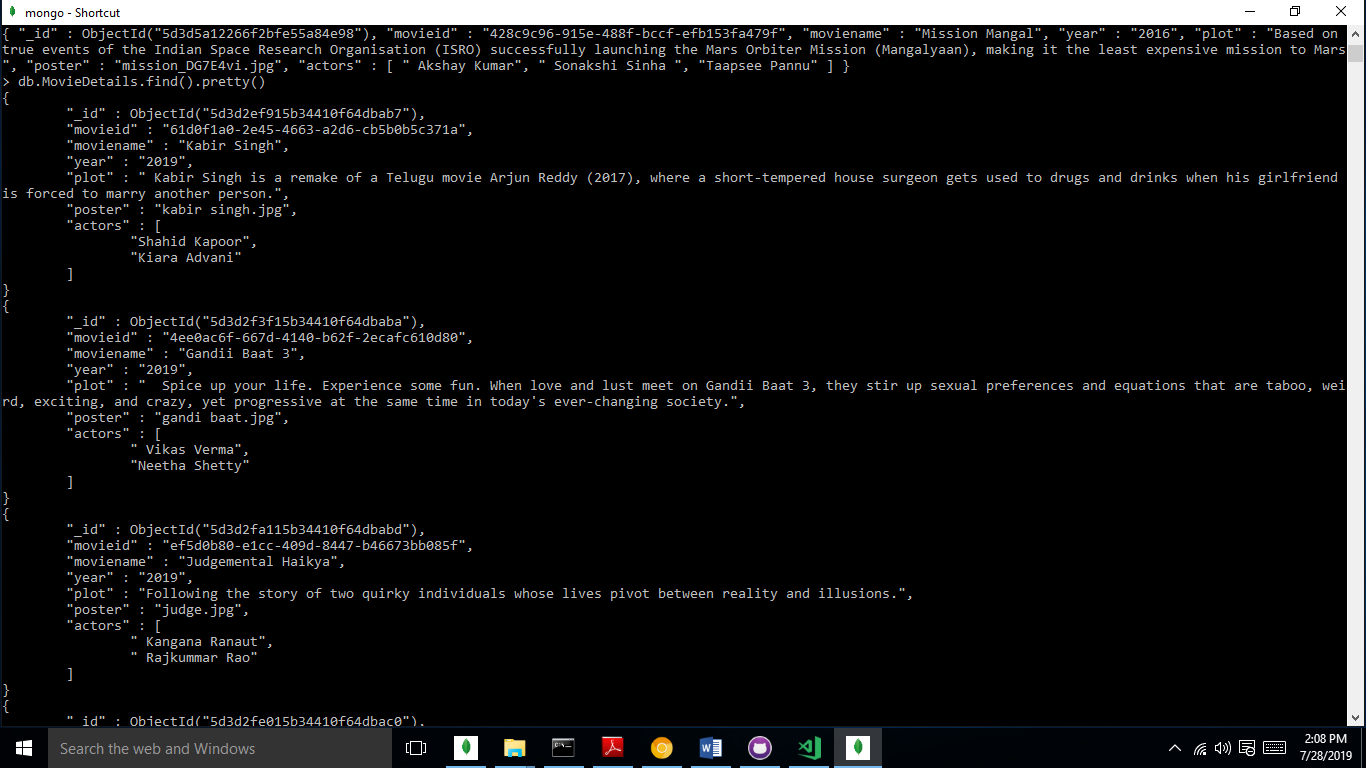 mongo - Shortcut
{ "_id" : ObjectId("5d3d5a12266f2bfe55a84e98"), "movieid" : "428c9c96-915e-488f-bccf-efb153fa479f", "moviename" : "Mission Mangal", "year" : "2016", "plot" : "Based on
true events of the Indian Space Research Organisation (ISRO) successfully launching the Mars Orbiter Mission (Mangalyaan), making it the least expensive mission to Mars
", "poster" : "mission_DG7E4vi.jpg", "actors" : [ " Akshay Kumar", " Sonakshi Sinha ", "Taapsee Pannu" ] }
> db.MovieDetails.find().pretty()
{
"_id" : ObjectId("5d3d2ef915b34410f64dbab7"),
"movieid" : "61d0f1a0-2e45-4663-a2d6-cb5b0b5c371a",
"moviename" : "Kabir Singh",
"year" : "2019",
"plot" : " Kabir Singh is a remake of a Telugu movie Arjun Reddy (2017), where a short-tempered house surgeon gets used to drugs and drinks when his girlfriend
is forced to marry another person.",
"poster" : "kabir singh.jpg",
"actors" : [
"Shahid Kapoor",
"Kiara Advani"
]
}
{
"_id" : ObjectId("5d3d2f3f15b34410f64dbaba"),
"movieid" : "4ee0ac6f-667d-4140-b62f-2ecafc610d80",
"moviename" : "Gandii Baat 3",
"year" : "2019",
"plot" : "  Spice up your life. Experience some fun. When love and lust meet on Gandii Baat 3, they stir up sexual preferences and equations that are taboo, wei
rd, exciting, and crazy, yet progressive at the same time in today's ever-changing society.",
"poster" : "gandi baat.jpg",
"actors" : [
" Vikas Verma",
"Neetha Shetty"
]
}
{
"_id" : ObjectId("5d3d2fa115b34410f64dbabd"),
"movieid" : "ef5d0b80-e1cc-409d-8447-b46673bb085f",
"moviename" : "Judgemental Haikya",
"year" : "2019",
"plot" : "Following the story of two quirky individuals whose lives pivot between reality and illusions.",
"poster" : "judge.jpg",
"actors" : [
" Kangana Ranaut",
" Rajkummar Rao"
]
}
{
"_id" : ObjectId("5d3d2fe015b34410f64dbac0"),
Search the web and Windows
2:08 PM
7/28/2019